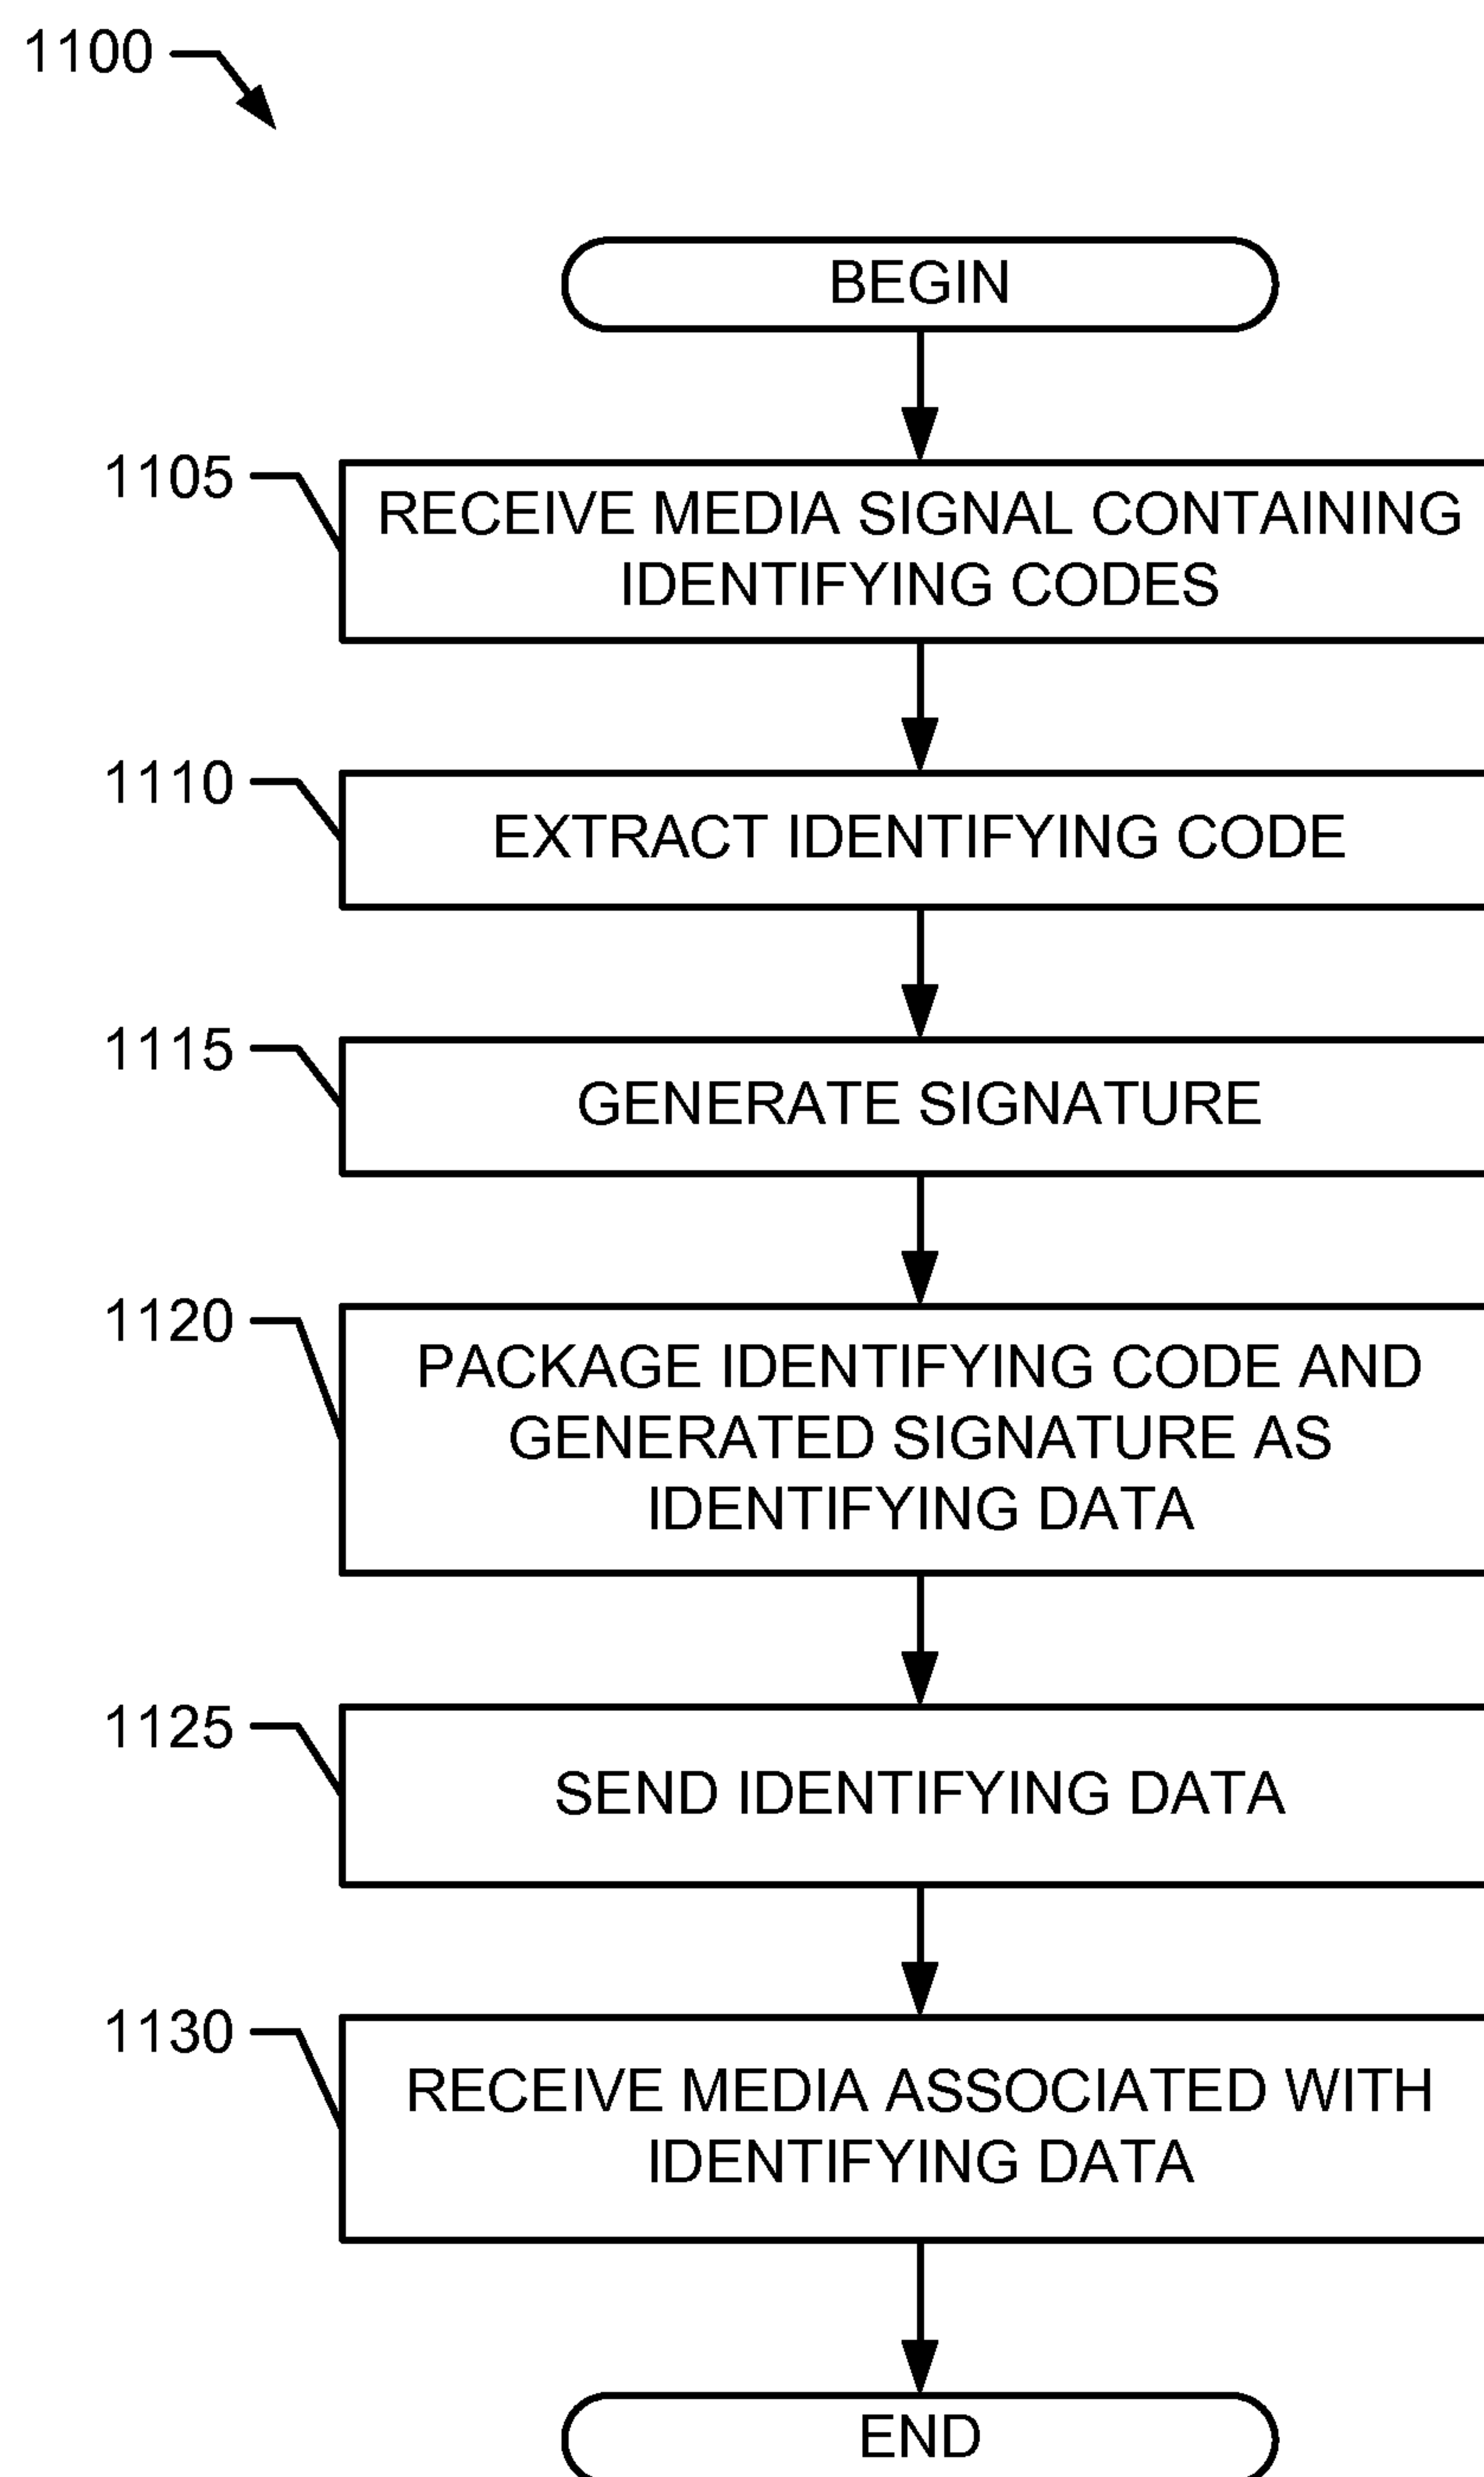 1100
BEGIN
1105
RECEIVE MEDIA SIGNAL CONTAINING
IDENTIFYING CODES
1110
EXTRACT IDENTIFYING CODE
1115
GENERATE SIGNATURE
1120
PACKAGE IDENTIFYING CODE AND
GENERATED SIGNATURE AS
IDENTIFYING DATA
1125
SEND IDENTIFYING DATA
1130
RECEIVE MEDIA ASSOCIATED WITH
IDENTIFYING DATA
END